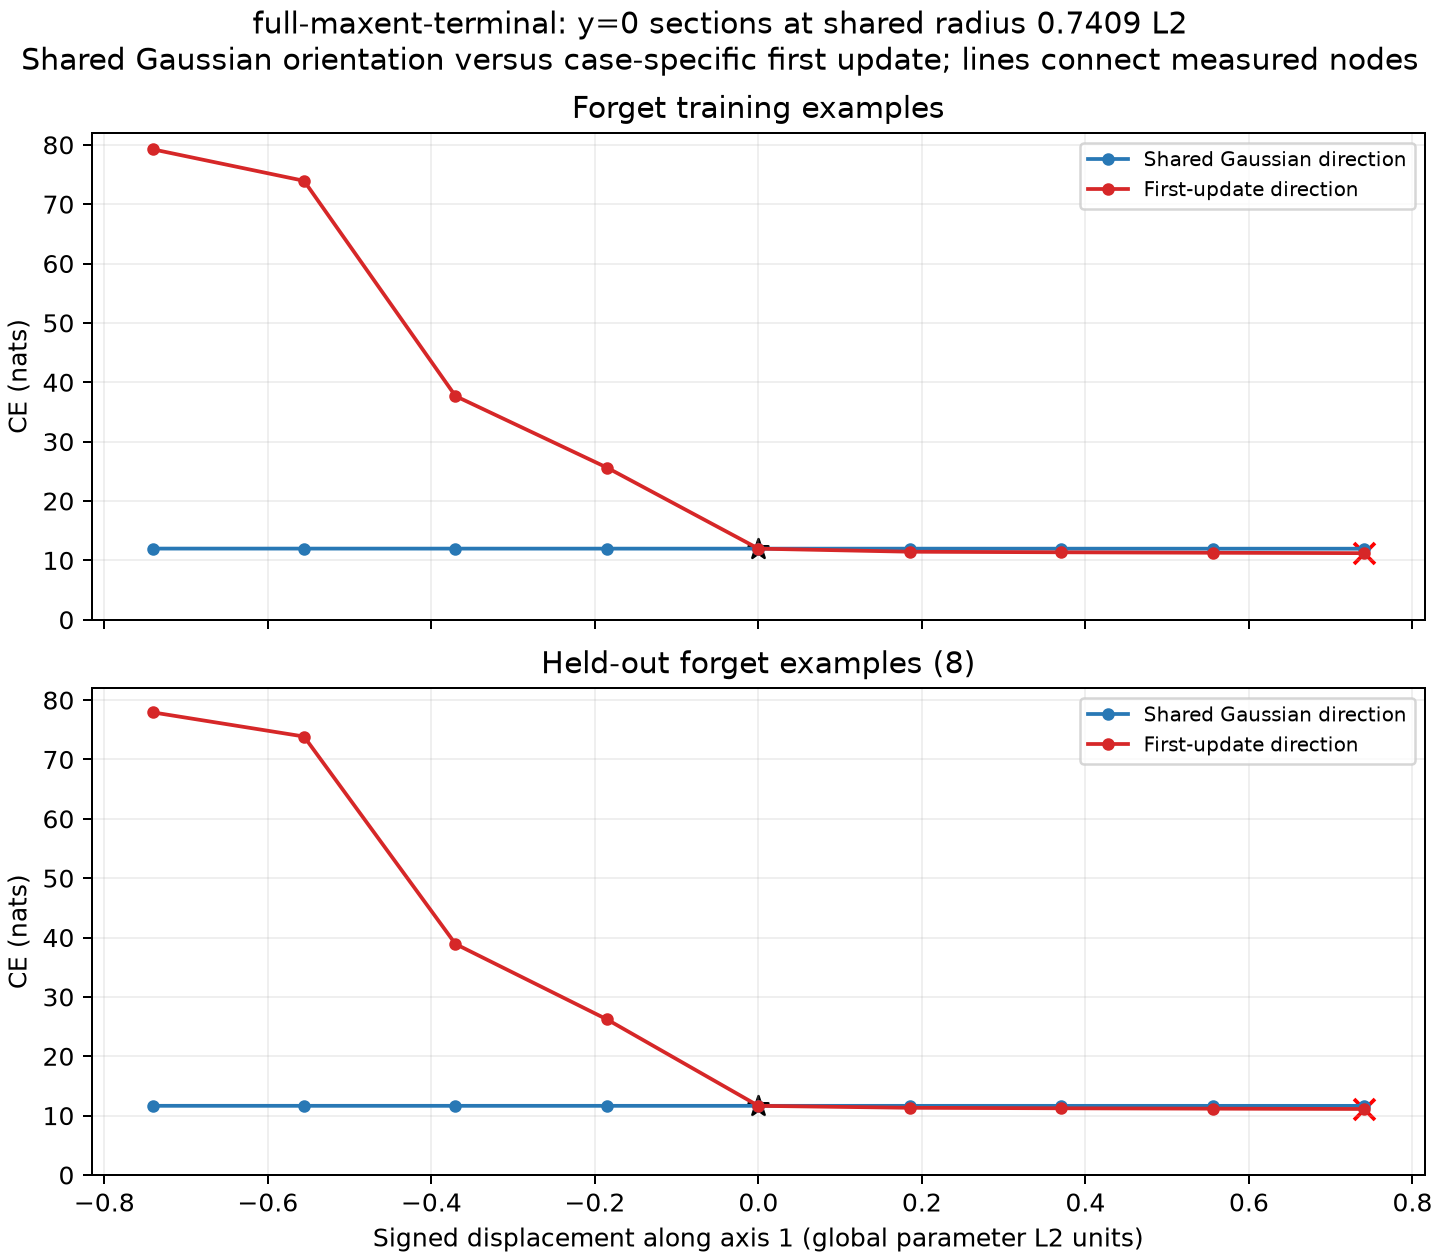 full-maxent-terminal: y=0 sections at shared radius 0.7409 L2
Shared Gaussian orientation versus case-specific first update; lines connect measured nodes
Forget training examples
80
70
60
50
40
30
20
10
0
CE (nats)
Shared Gaussian direction
First-update direction
Held-out forget examples (8)
80
70
60
50
40
30
20
10
0
CE (nats)
Shared Gaussian direction
First-update direction
−0.8 −0.6 −0.4 −0.2 0.0 0.2 0.4 0.6 0.8
Signed displacement along axis 1 (global parameter L2 units)